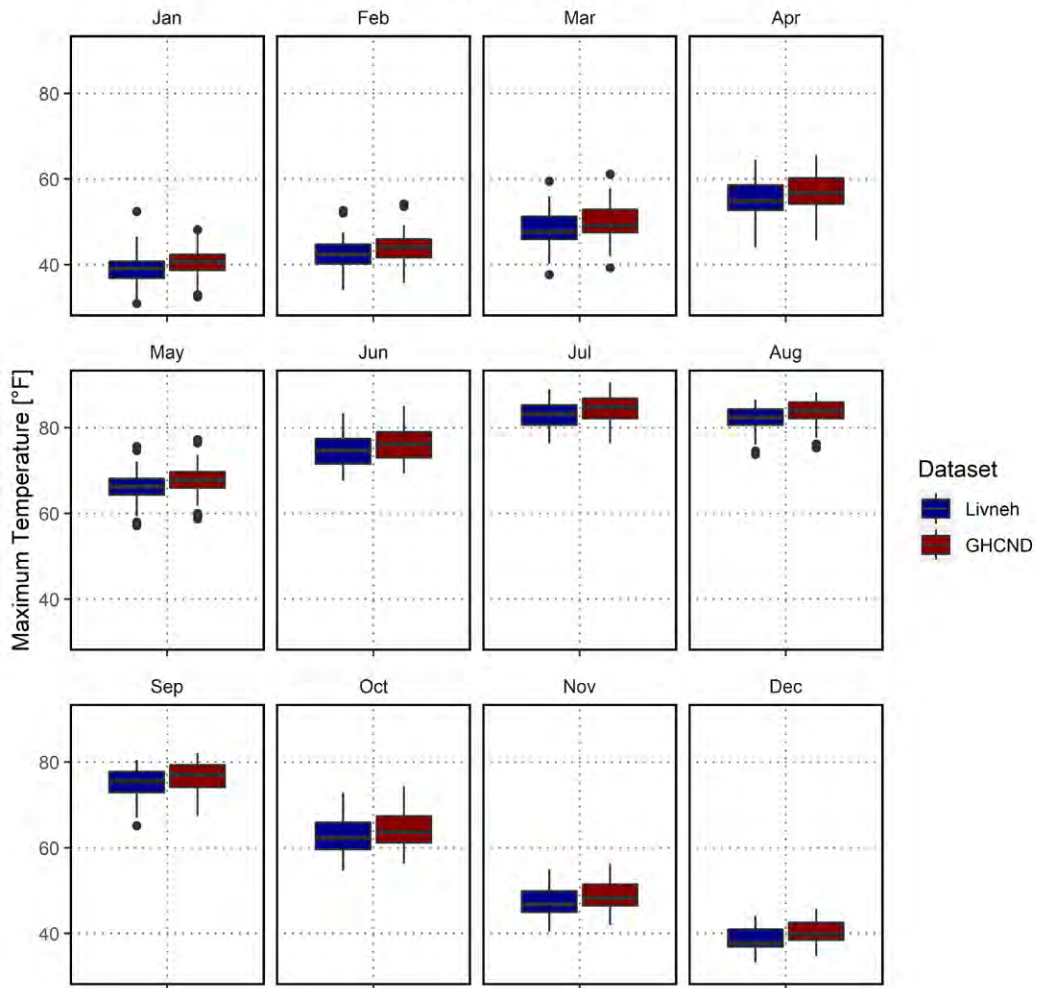 Jan Feb Mar Apr
80
60
40
May Jun Jul Aug
Maximum Temperature [°F]
80
60
40
Dataset
Livneh
GHCND
Sep Oct Nov Dec
80
60
40